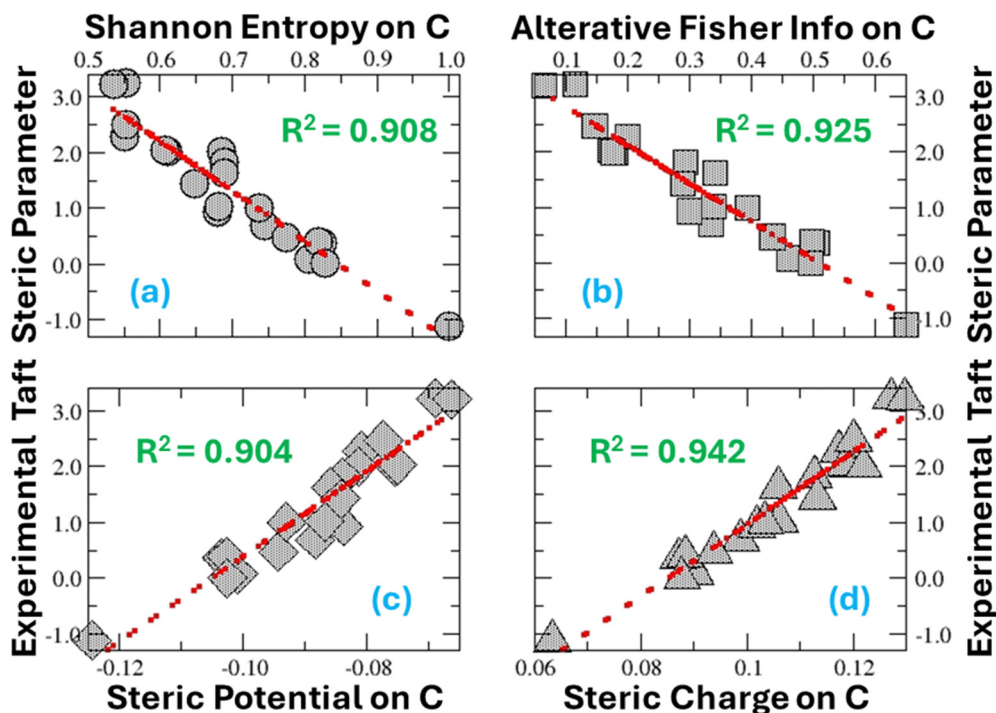 Shannon Entropy on C
0.5 0.6 0.7 0.8 0.9 1.0
Alterative Fisher Info on C
0.1 0.2 0.3 0.4 0.5 0.6
Experimental Taft Steric Parameter
3.0
2.0
1.0
0.0
-1.0
R² = 0.908
(a)
R² = 0.925
(b)
3.0
2.0
1.0
0.0
-1.0
Experimental Taft Steric Parameter
3.0
2.0
1.0
0.0
-1.0
R² = 0.904
(c)
R² = 0.942
(d)
3.0
2.0
1.0
0.0
-1.0
-0.12 -0.10 -0.08
Steric Potential on C
0.06 0.08 0.1 0.12
Steric Charge on C